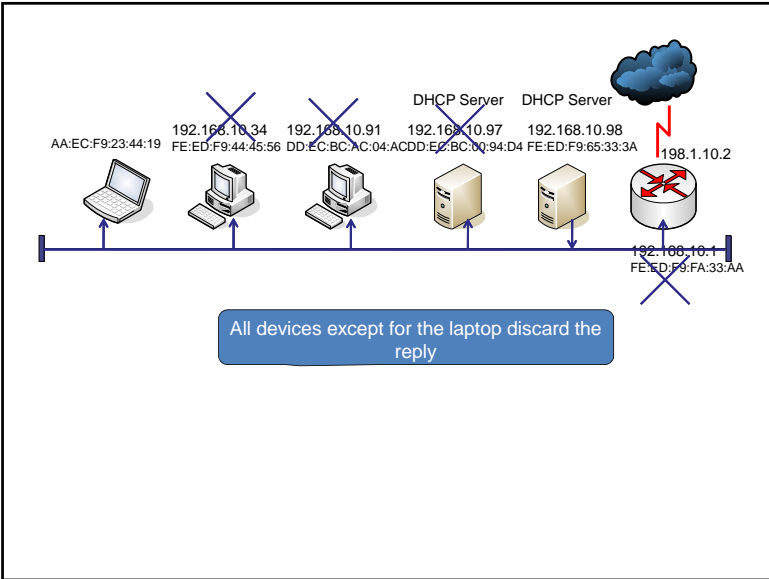 DHCP Server DHCP Server
192.168.10.34 192.168.10.91 192.168.10.97 192.168.10.98
AA:EC:F9:23:44:19 FE:ED:F9:44:45:56 DD:EC:BC:AC:04:AC DD:EC:BC:00:94:D4 FE:ED:F9:65:33:3A
198.1.10.2
192.168.10.1
FE:ED:F9:FA:33:AA
All devices except for the laptop discard the
reply